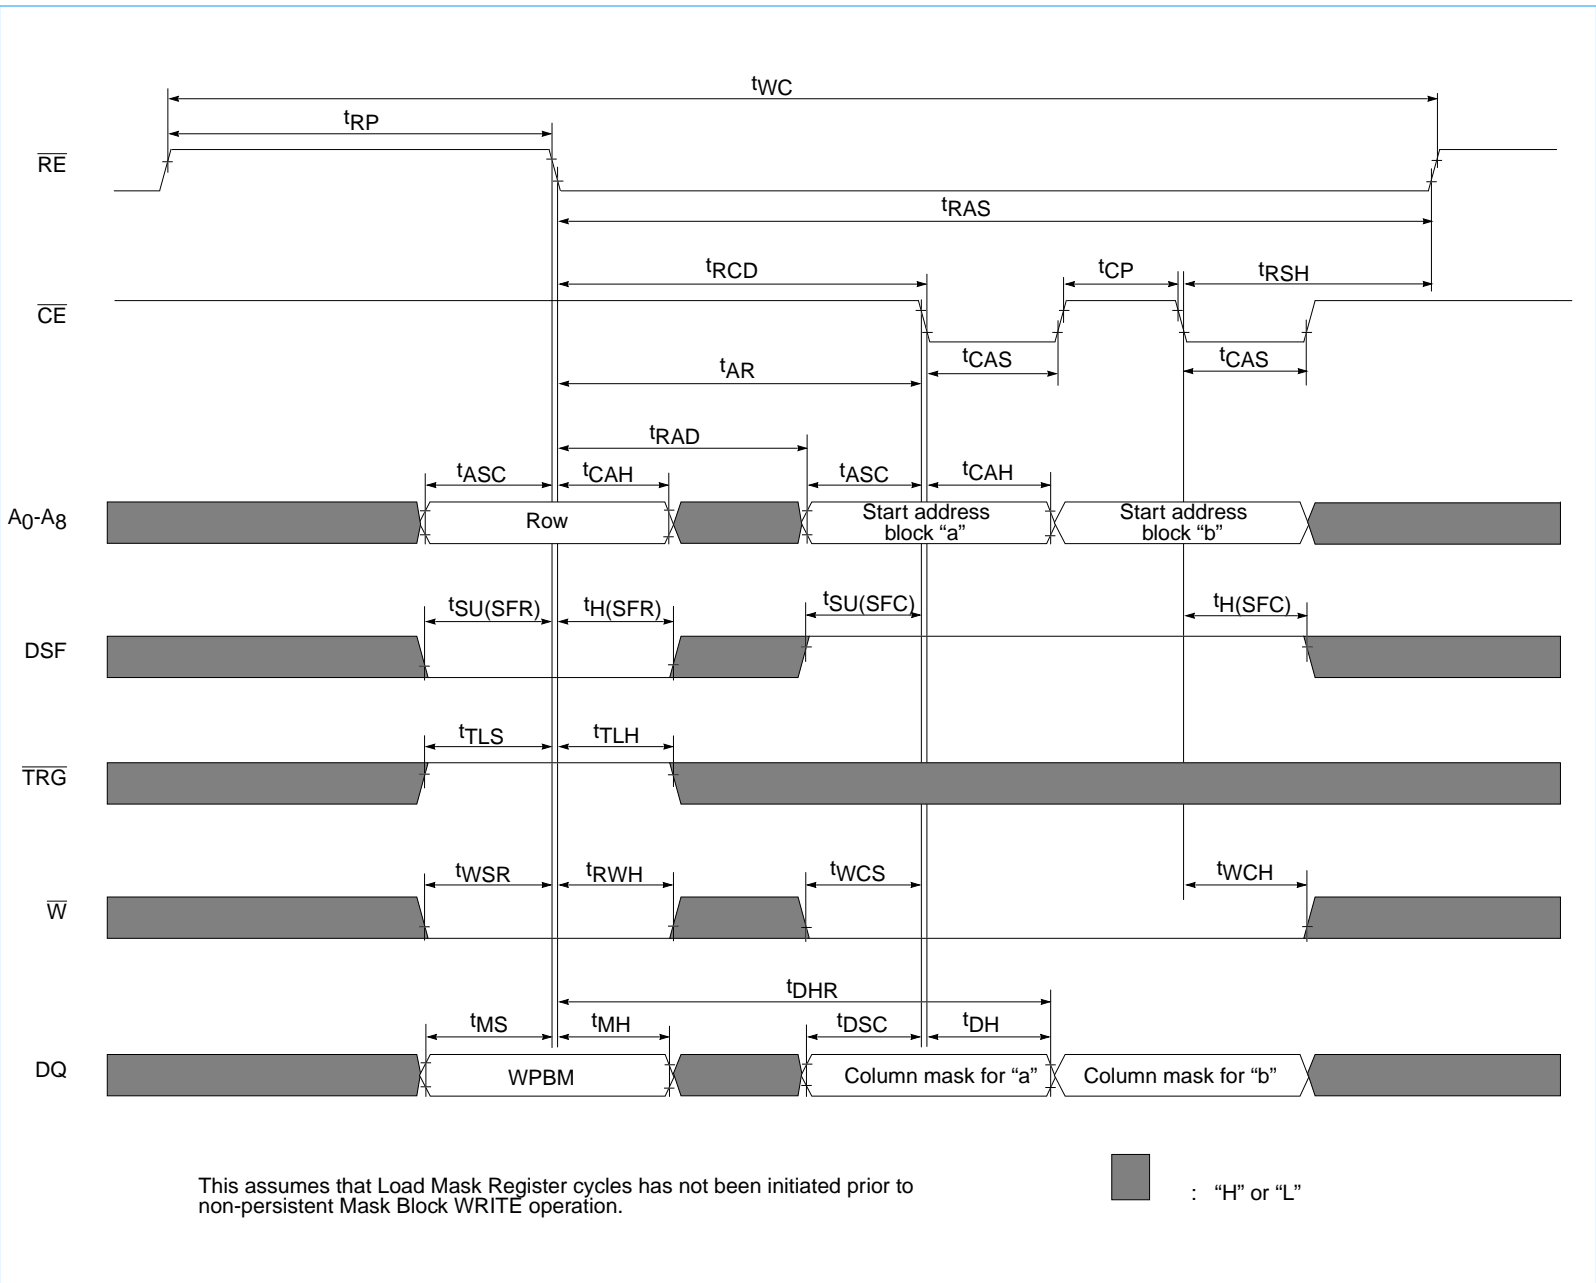 tWC
tRP
RE
tRAS
tRCD
tCP
tRSH
CE
tCAS
tCAS
tAR
tRAD
tASC
tCAH
tASC
tCAH
A0-A8
Row
Start address
block “a”
Start address
block “b”
tSU(SFR)
tH(SFR)
tSU(SFC)
tH(SFC)
DSF
tTLS
tTLH
TRG
tWSR
tRWH
tWCS
tWCH
W
tDHR
tMS
tMH
tDSC
tDH
DQ
WPBM
Column mask for “a”
Column mask for “b”
This assumes that Load Mask Register cycles has not been initiated prior to
non-persistent Mask Block WRITE operation.
: “H” or “L”